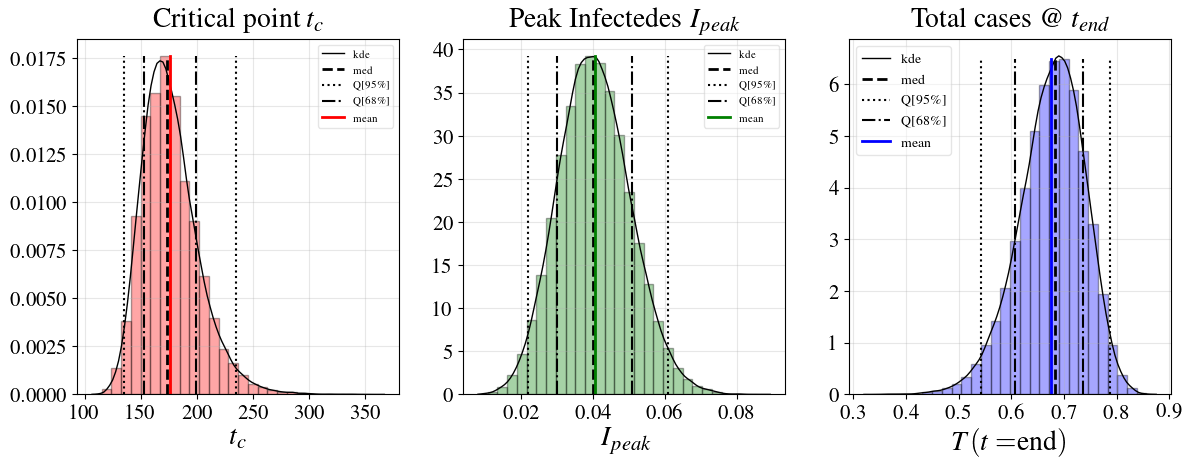 Critical point t_c
0.0175
0.0150
0.0125
0.0100
0.0075
0.0050
0.0025
0.0000
kde
med
Q[95%]
Q[68%]
mean
100 150 200 250 300 350
t_c
Peak Infectedes I_peak
40
35
30
25
20
15
10
5
0
kde
med
Q[95%]
Q[68%]
mean
0.02 0.04 0.06 0.08
I_peak
Total cases @ t_end
6
5
4
3
2
1
0
kde
med
Q[95%]
Q[68%]
mean
0.3 0.4 0.5 0.6 0.7 0.8 0.9
T(t =end)